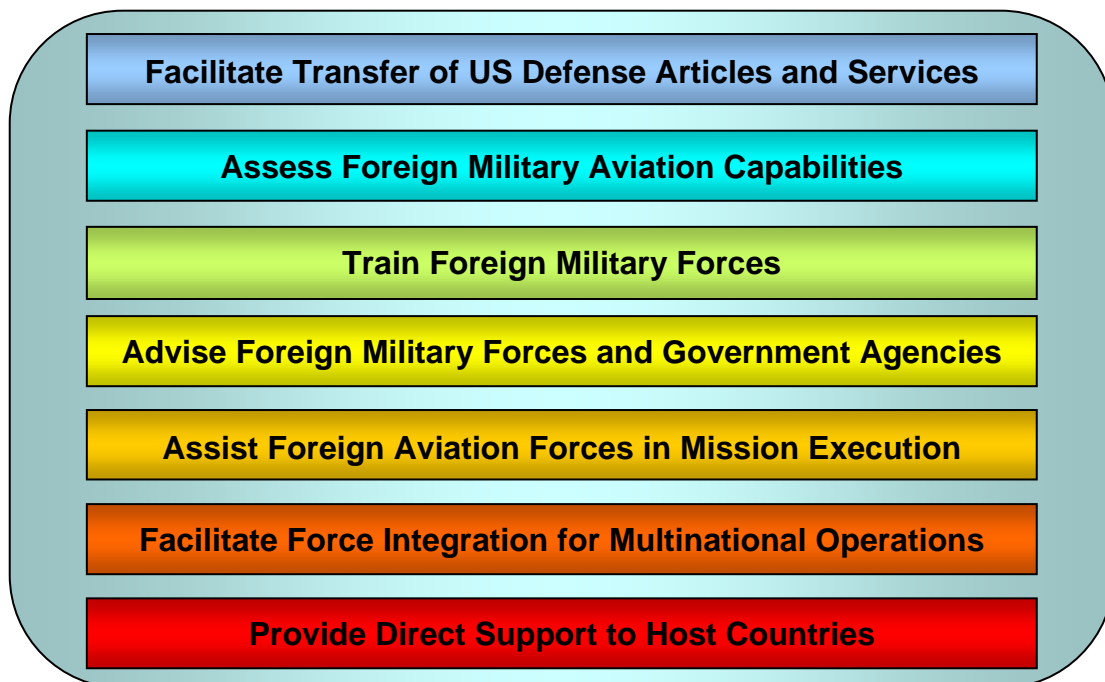 Facilitate Transfer of US Defense Articles and Services
Assess Foreign Military Aviation Capabilities
Train Foreign Military Forces
Advise Foreign Military Forces and Government Agencies
Assist Foreign Aviation Forces in Mission Execution
Facilitate Force Integration for Multinational Operations
Provide Direct Support to Host Countries